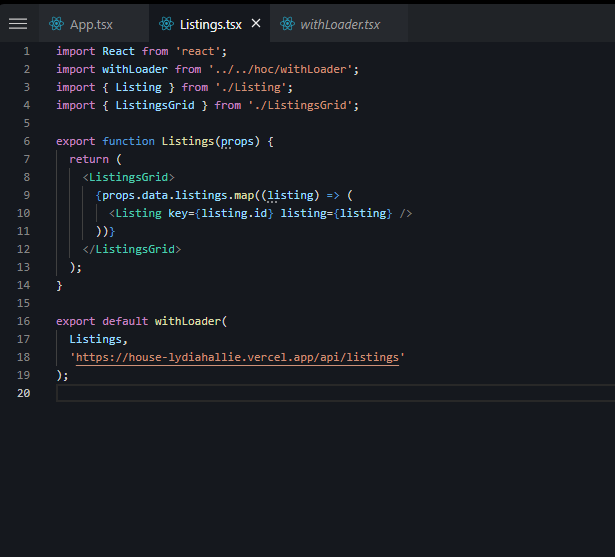 App.tsx Listings.tsx × withLoader.tsx
1 import React from 'react';
2 import withLoader from '../../hoc/withLoader';
3 import { Listing } from './Listing';
4 import { ListingsGrid } from './ListingsGrid';
5
6 export function Listings(props) {
7   return (
8     <ListingsGrid>
9       {props.data.listings.map((listing) => (
10         <Listing key={listing.id} listing={listing} />
11       ))}
12     </ListingsGrid>
13   );
14 }
15
16 export default withLoader(
17   Listings,
18   'https://house-lydiahallie.vercel.app/api/listings'
19 );
20